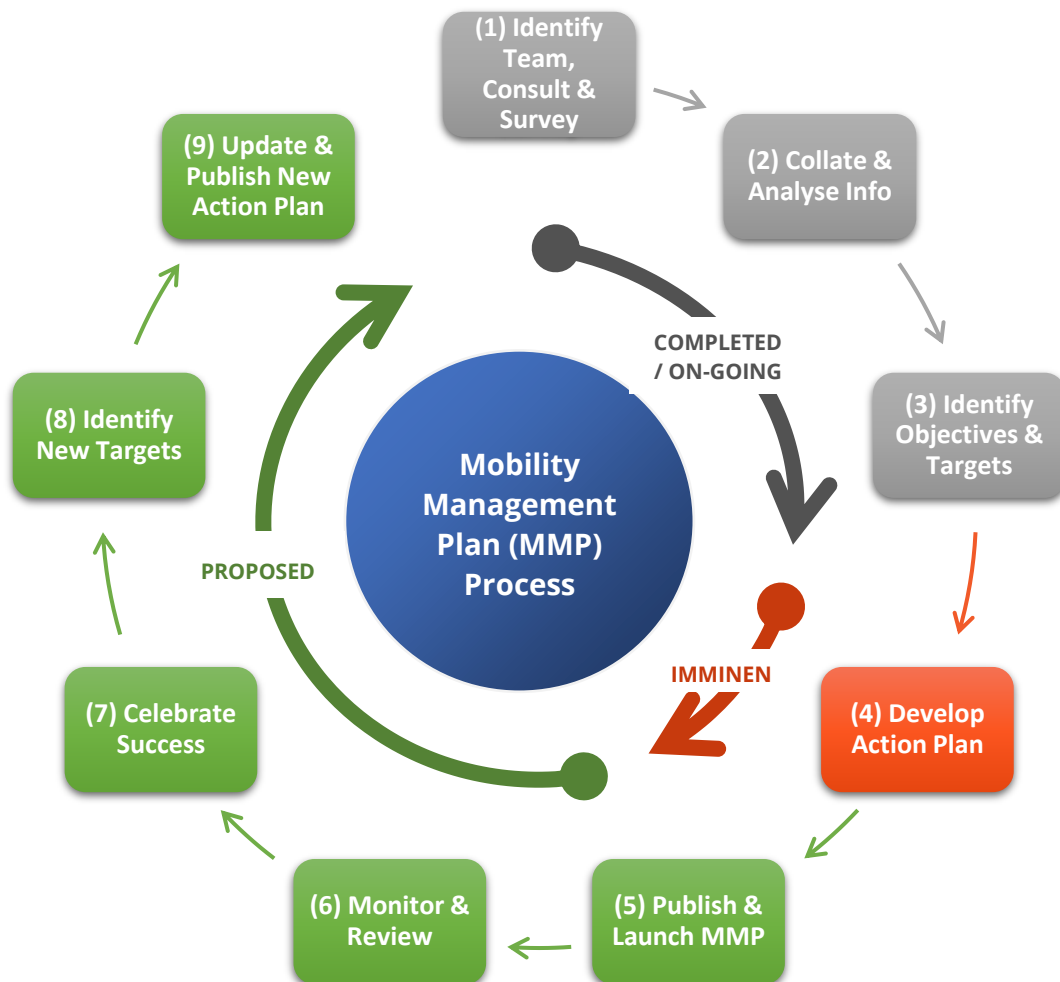 (1) Identify
Team,
Consult &
Survey
(2) Collate &
Analyse Info
(3) Identify
Objectives &
Targets
(4) Develop
Action Plan
(5) Publish &
Launch MMP
(6) Monitor &
Review
(7) Celebrate
Success
(8) Identify
New Targets
(9) Update &
Publish New
Action Plan
COMPLETED
/ ON-GOING
IMMINEN
PROPOSED
Mobility
Management
Plan (MMP)
Process